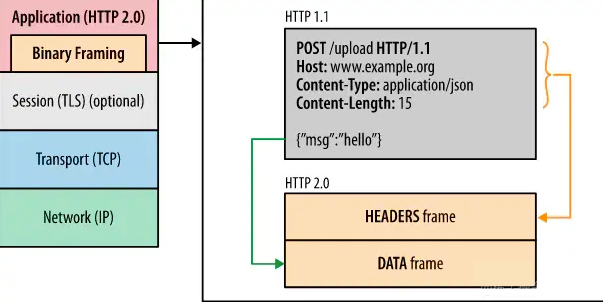 Application (HTTP 2.0)
Binary Framing
Session (TLS) (optional)
Transport (TCP)
Network (IP)
HTTP 1.1
POST /upload HTTP/1.1
Host: www.example.org
Content-Type: application/json
Content-Length: 15
{"msg":"hello"}
HTTP 2.0
HEADERS frame
DATA frame